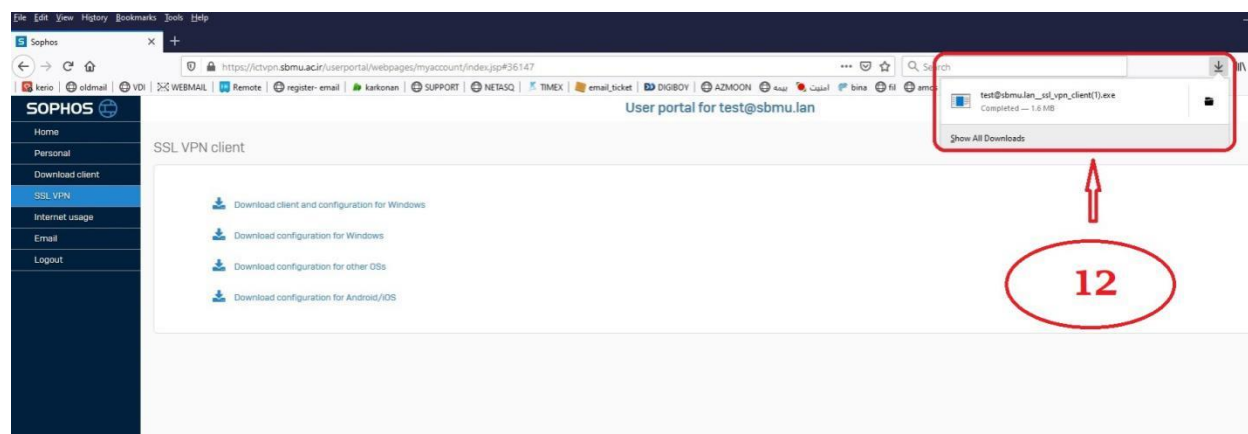 File Edit View History Bookmarks Tools Help
Sophos
https://ictvpn.sbmu.ac.ir/userportal/webpages/myaccount/index.jsp#36147
Search
kerio oldmail VDI WEBMAIL Remote register- email karkonan SUPPORT NETASQ TIMEX email_ticket DIGIBOY AZMOON بیمه امنیت bina fil
test@sbmu.lan__ssl_vpn_client(1).exe
Completed — 1.6 MB
Show All Downloads
SOPHOS
User portal for test@sbmu.lan
Home
Personal
Download client
SSL VPN
Internet usage
Email
Logout
SSL VPN client
Download client and configuration for Windows
Download configuration for Windows
Download configuration for other OSs
Download configuration for Android/iOS
12